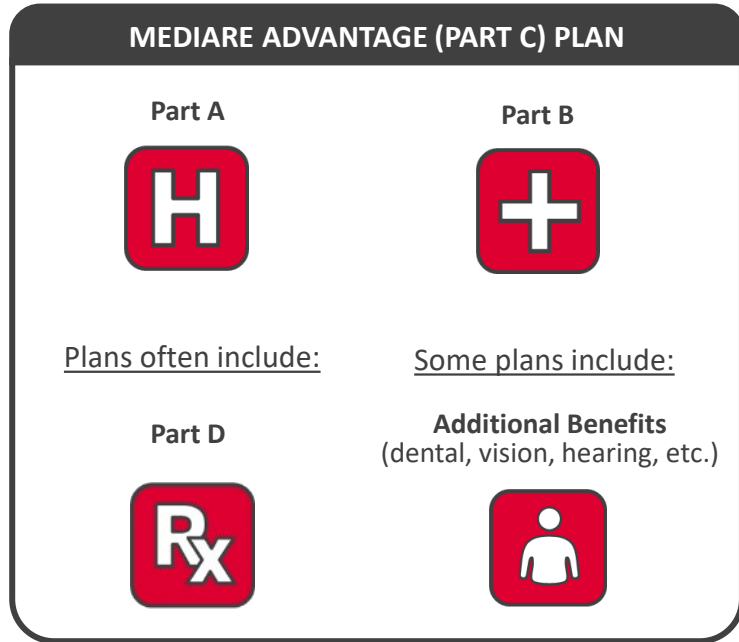 MEDIARE ADVANTAGE (PART C) PLAN
Part A
Part B
H
Plans often include:
Some plans include:
Part D
Additional Benefits
(dental, vision, hearing, etc.)
Rx